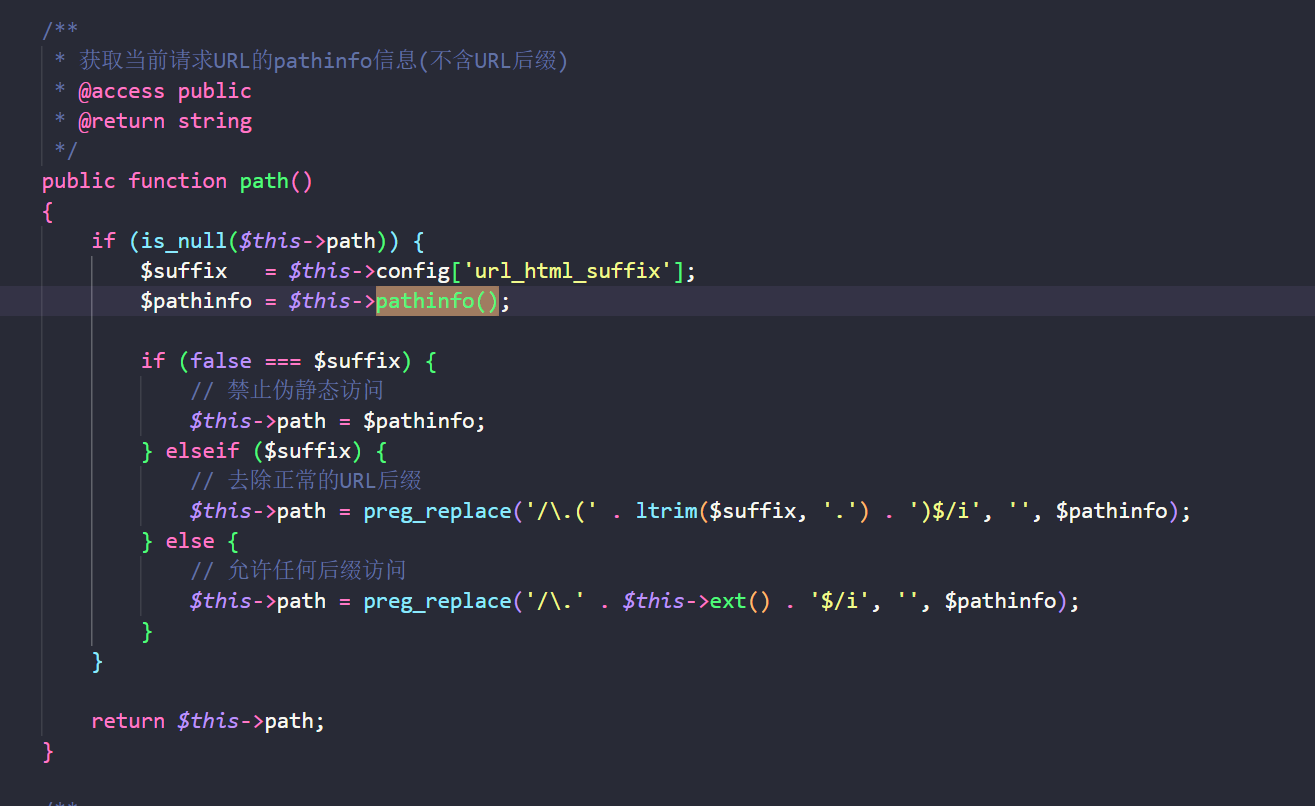 /**
 * 获取当前请求URL的pathinfo信息(不含URL后缀)
 * @access public
 * @return string
 */
public function path()
{
    if (is_null($this->path)) {
        $suffix   = $this->config['url_html_suffix'];
        $pathinfo = $this->pathinfo();
        if (false === $suffix) {
            // 禁止伪静态访问
            $this->path = $pathinfo;
        } elseif ($suffix) {
            // 去除正常的URL后缀
            $this->path = preg_replace('/\.(' . ltrim($suffix, '.') . ')$/i', '', $pathinfo);
        } else {
            // 允许任何后缀访问
            $this->path = preg_replace('/\.' . $this->ext() . '$/i', '', $pathinfo);
        }
    }
    return $this->path;
}
/**